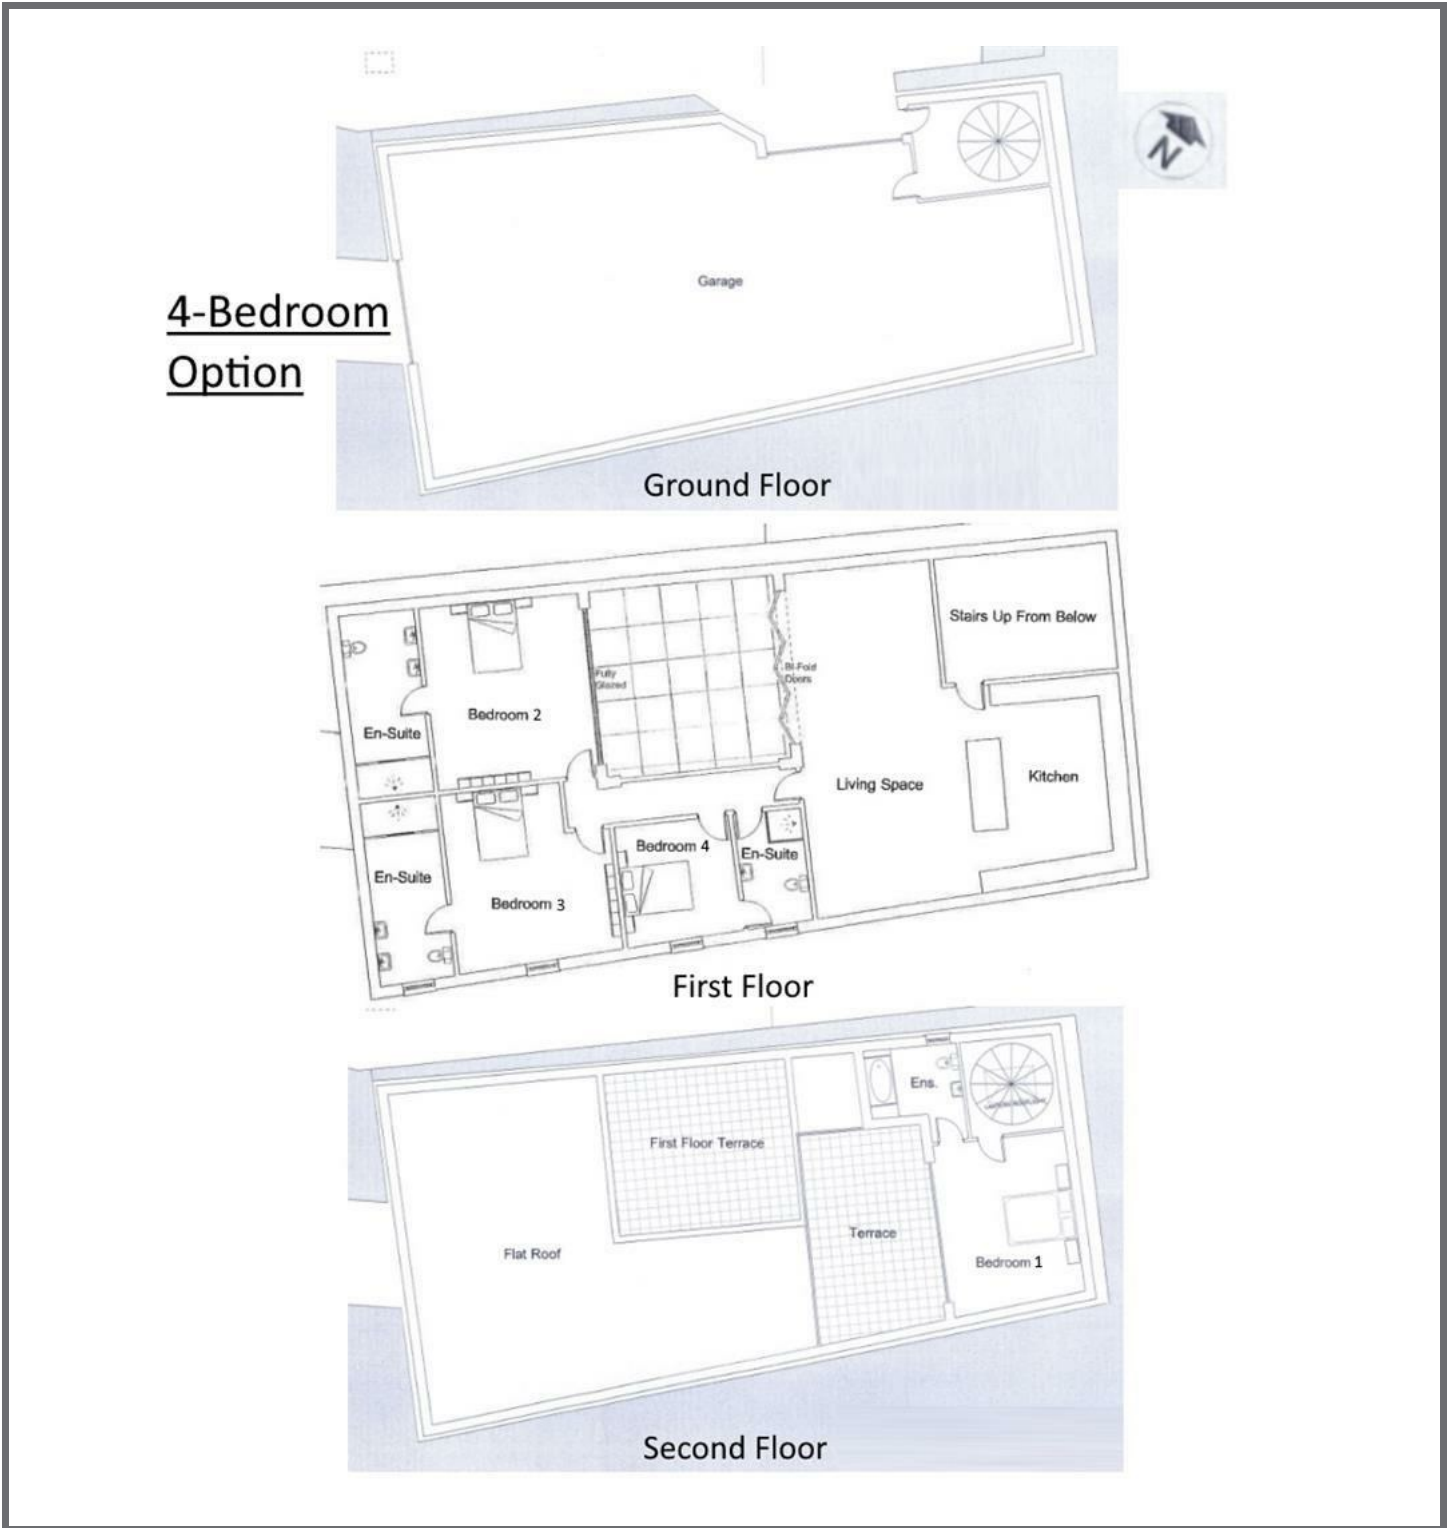 N
Garage
4-Bedroom
Option
Ground Floor
Stairs Up From Below
Fully
Glazed
Bi-Fold
Doors
Bedroom 2
En-Suite
Living Space
Kitchen
Bedroom 4
En-Suite
En-Suite
Bedroom 3
First Floor
Ens.
First Floor Terrace
Terrace
Flat Roof
Bedroom 1
Second Floor